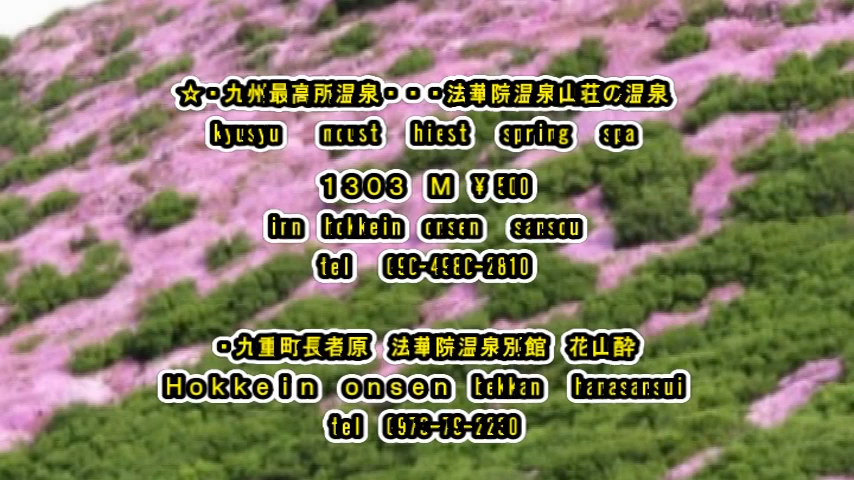 ☆・九州最高所温泉・・・法華院温泉山荘の温泉
kyusyu moust hiest spring spa
1303 M ¥500
irn hokkein onsen sansou
tel 090-4980-2810
・九重町長者原 法華院温泉別館 花山酔
Hokkein onsen bekkan hanasansui
tel 0973-79-2230